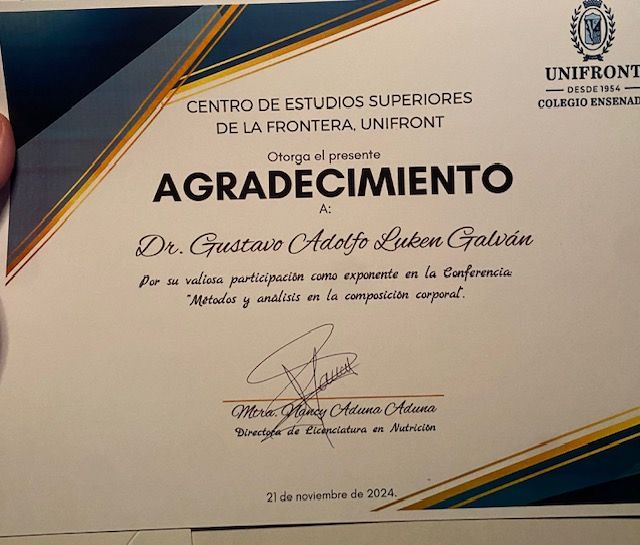 UNIFRONT
DESDE 1954
COLEGIO ENSENAD
CENTRO DE ESTUDIOS SUPERIORES
DE LA FRONTERA, UNIFRONT
Otorga el presente
AGRADECIMIENTO
A:
Dr. Gustavo Adolfo Luken Galván
Por su valiosa participación como exponente en la Conferencia:
"Métodos y análisis en la composición corporal".
Mtra. Nancy Aduna Aduna
Directora de Licenciatura en Nutrición
21 de noviembre de 2024.